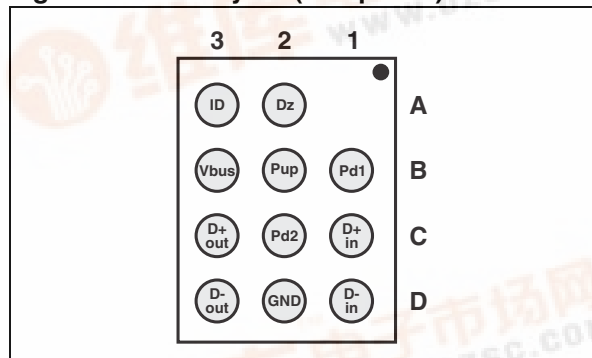 3 2 1
ID Dz A
Vbus Pup Pd1 B
D+ out Pd2 D+ in C
D- out GND D- in D